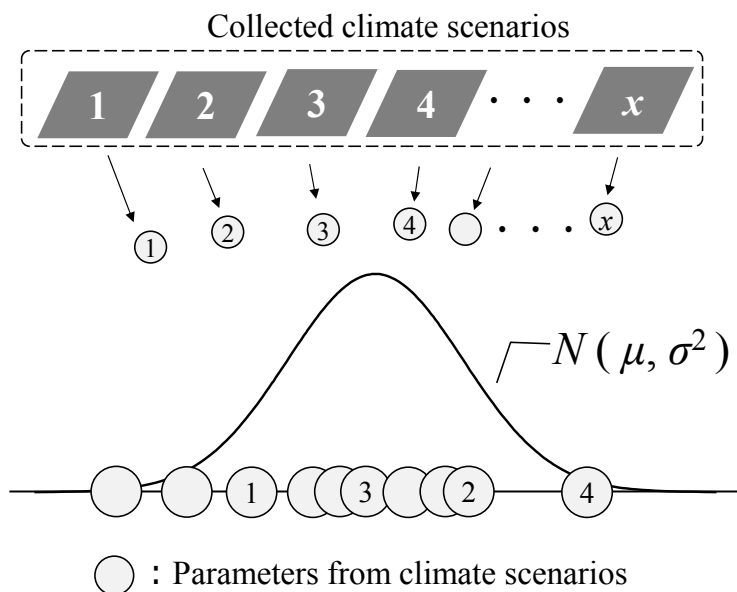 Collected climate scenarios
1 2 3 4 · · · x
1 2 3 4 · · · x
N ( μ, σ² )
1 3 2 4
: Parameters from climate scenarios